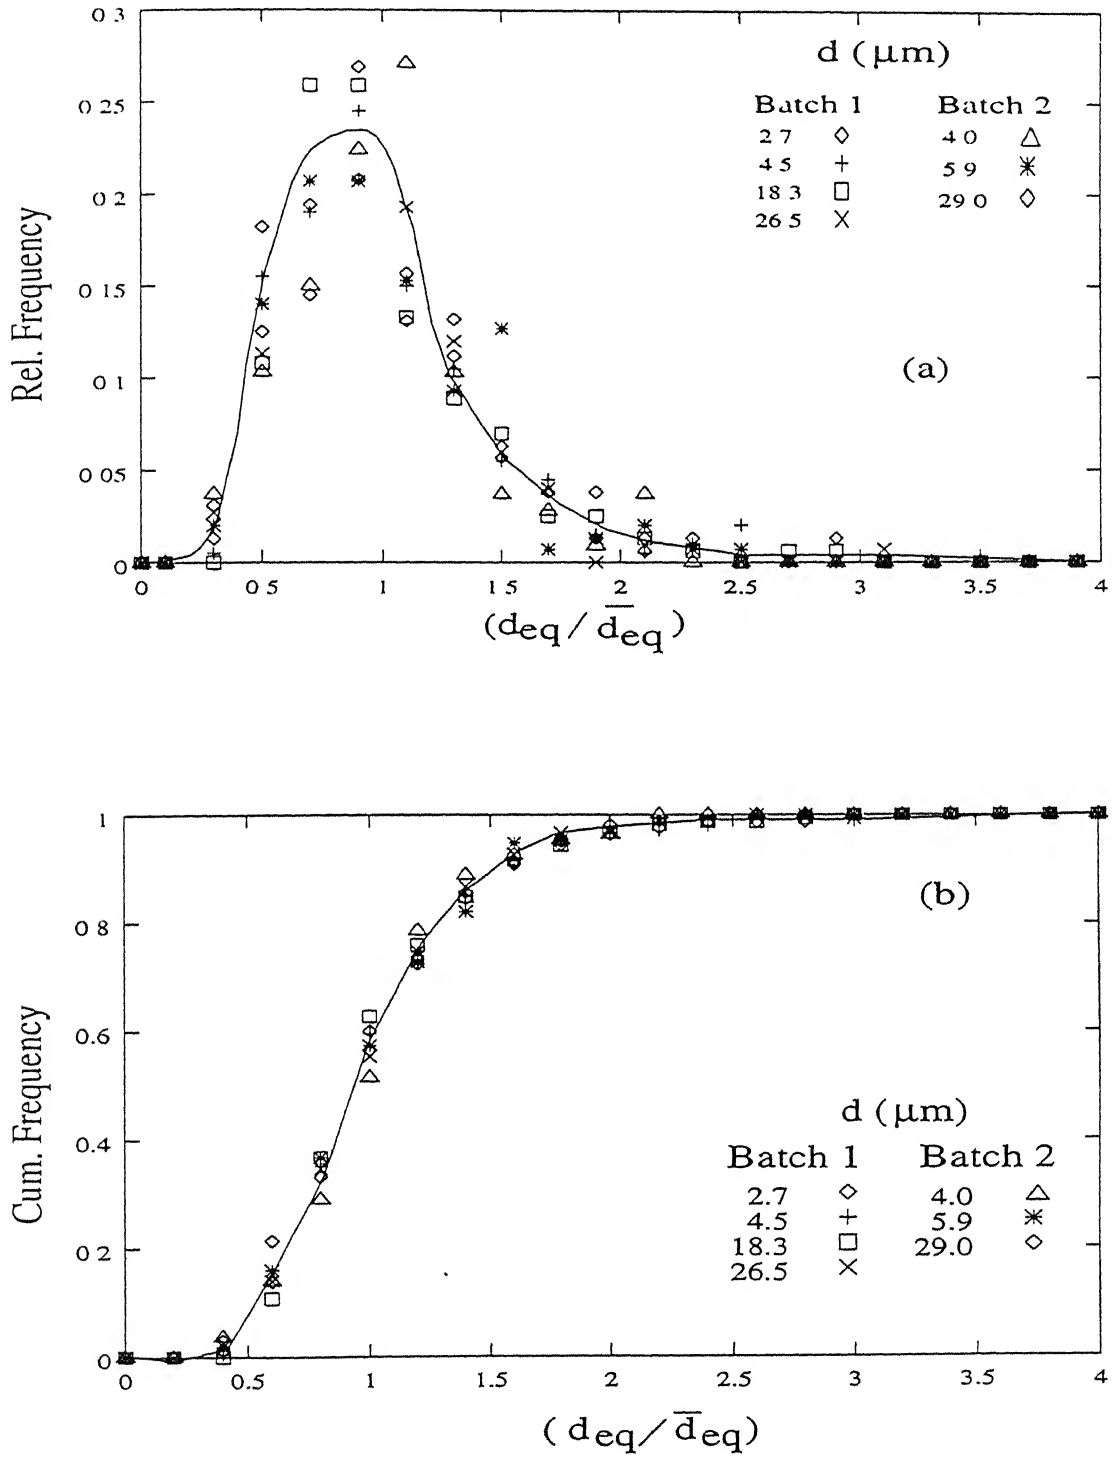 0 3
0 25
0 2
0 15
0 1
0 05
0
Rel. Frequency
d (μm)
Batch 1 Batch 2
2 7 4 0
4 5 5 9
18 3 29 0
26 5
(a)
0 0 5 1 1 5 2 2.5 3 3.5 4
(deq / deq)
1
0 8
0.6
0.4
0 2
0
Cum. Frequency
(b)
d (μm)
Batch 1 Batch 2
2.7 4.0
4.5 5.9
18.3 29.0
26.5
0 0.5 1 1.5 2 2.5 3 3.5 4
(deq / deq)